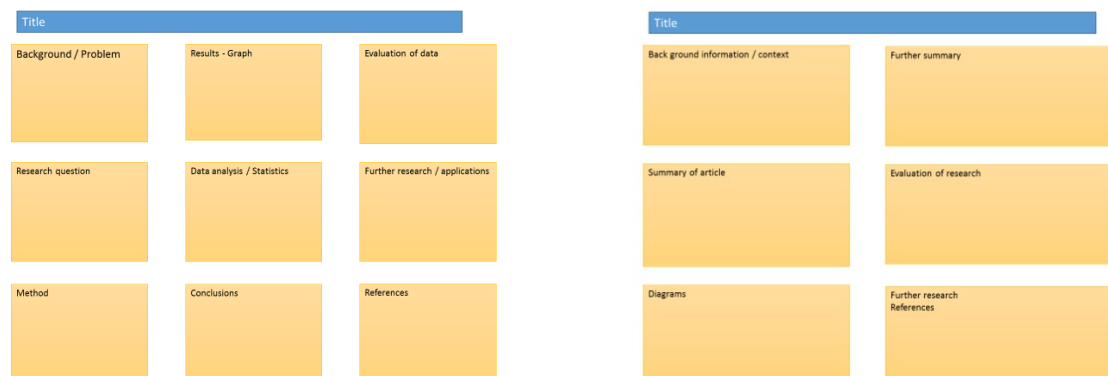 Title
Background / Problem
Results - Graph
Evaluation of data
Research question
Data analysis / Statistics
Further research / applications
Method
Conclusions
References
Title
Back ground information / context
Further summary
Summary of article
Evaluation of research
Diagrams
Further research
References